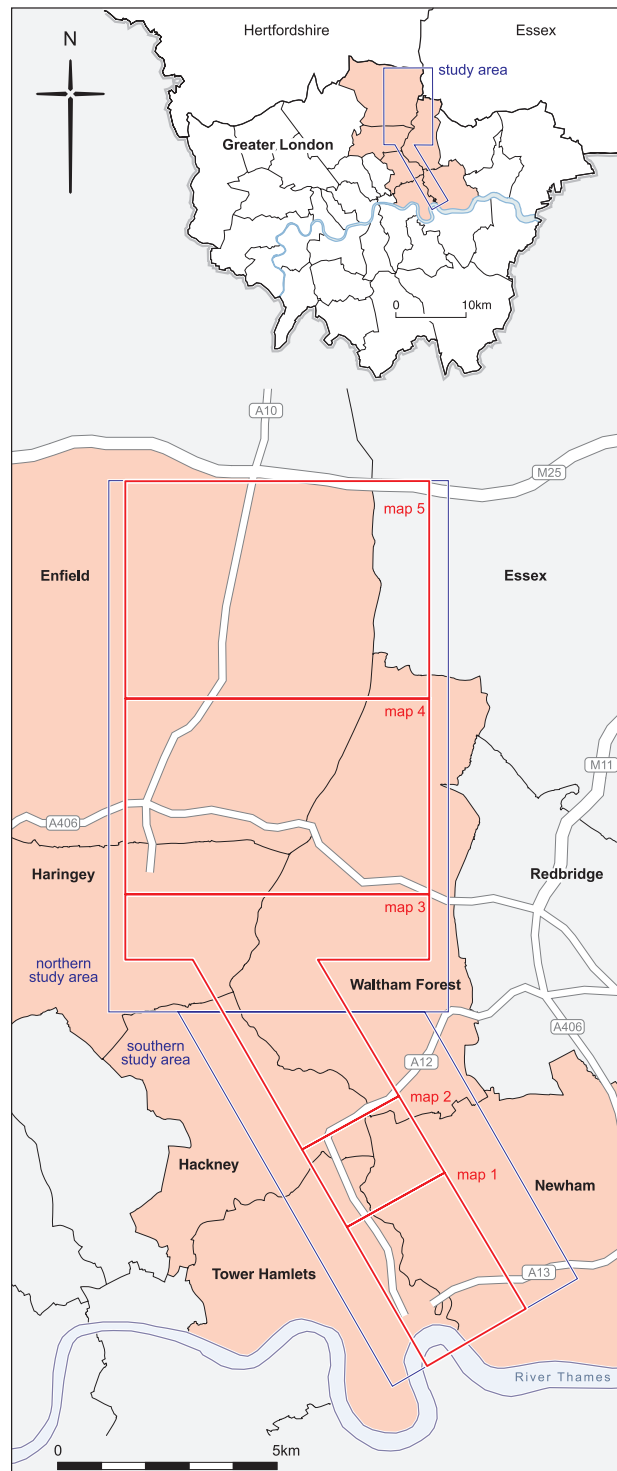 Hertfordshire
Essex
N
study area
Greater London
0
10km
A10
M25
map 5
Enfield
Essex
map 4
M11
A406
Haringey
Redbridge
map 3
northern
study area
Waltham Forest
A406
southern
study area
A12
map 2
Hackney
map 1
Newham
Tower Hamlets
A13
River Thames
0
5km